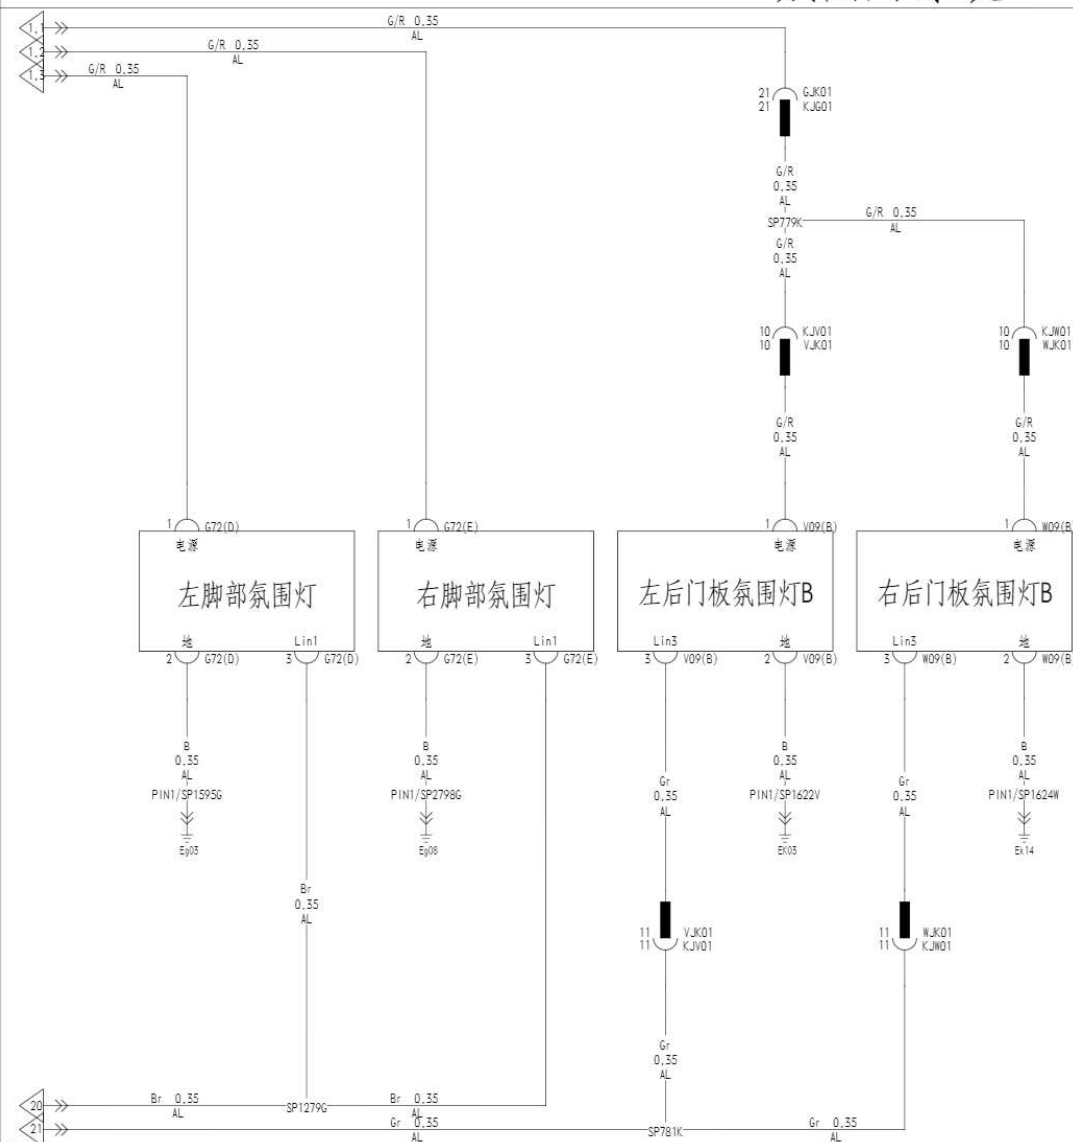 1.1
G/R 0.35
AL
1.2
G/R 0.35
AL
1.3
G/R 0.35
AL
21 GJK01
21 KJG01
G/R
0.35
AL
SP779K
G/R 0.35
AL
G/R
0.35
AL
10 KJV01
10 VJK01
10 KJW01
10 WJK01
G/R
0.35
AL
G/R
0.35
AL
1 G72(D)
电源
左脚部氛围灯
地 Lin1
2 G72(D) 3 G72(D)
1 G72(E)
电源
右脚部氛围灯
地 Lin1
2 G72(E) 3 G72(E)
1 V09(B)
电源
左后门板氛围灯B
Lin3 地
3 V09(B) 2 V09(B)
1 W09(B
电源
右后门板氛围灯B
Lin3 地
3 W09(B) 2 W09(B
B
0.35
AL
PIN1/SP1595G
Eg03
B
0.35
AL
PIN1/SP2798G
Eg08
Gr
0.35
AL
B
0.35
AL
PIN1/SP1622V
EK03
Gr
0.35
AL
B
0.35
AL
PIN1/SP1624W
Ek14
Br
0.35
AL
11 VJK01
11 KJV01
11 WJK01
11 KJW01
Gr
0.35
AL
20
Br 0.35
AL
SP1279G
Br 0.35
AL
21
Gr 0.35
AL
SP781K
Gr 0.35
AL